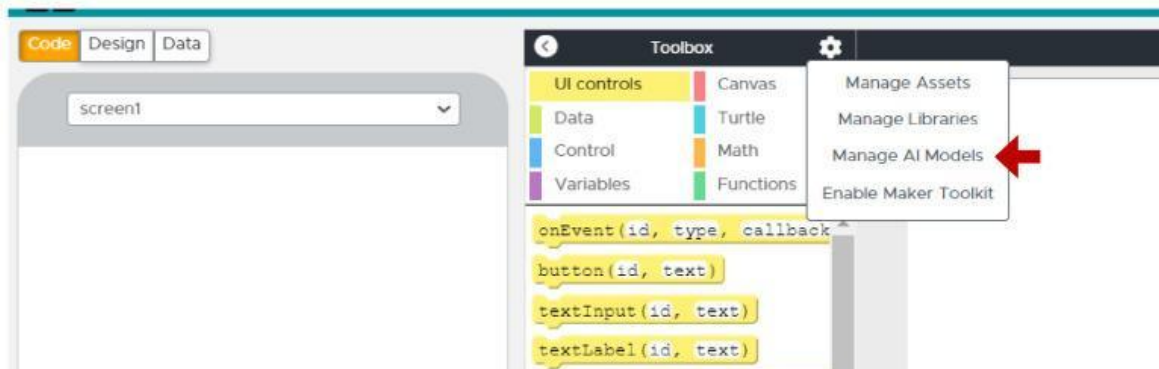 Code Design Data
screen1
Toolbox
UI controls Canvas
Data Turtle
Control Math
Variables Functions
Manage Assets
Manage Libraries
Manage AI Models
Enable Maker Toolkit
onEvent(id, type, callback
button(id, text)
textInput(id, text)
textLabel(id, text)